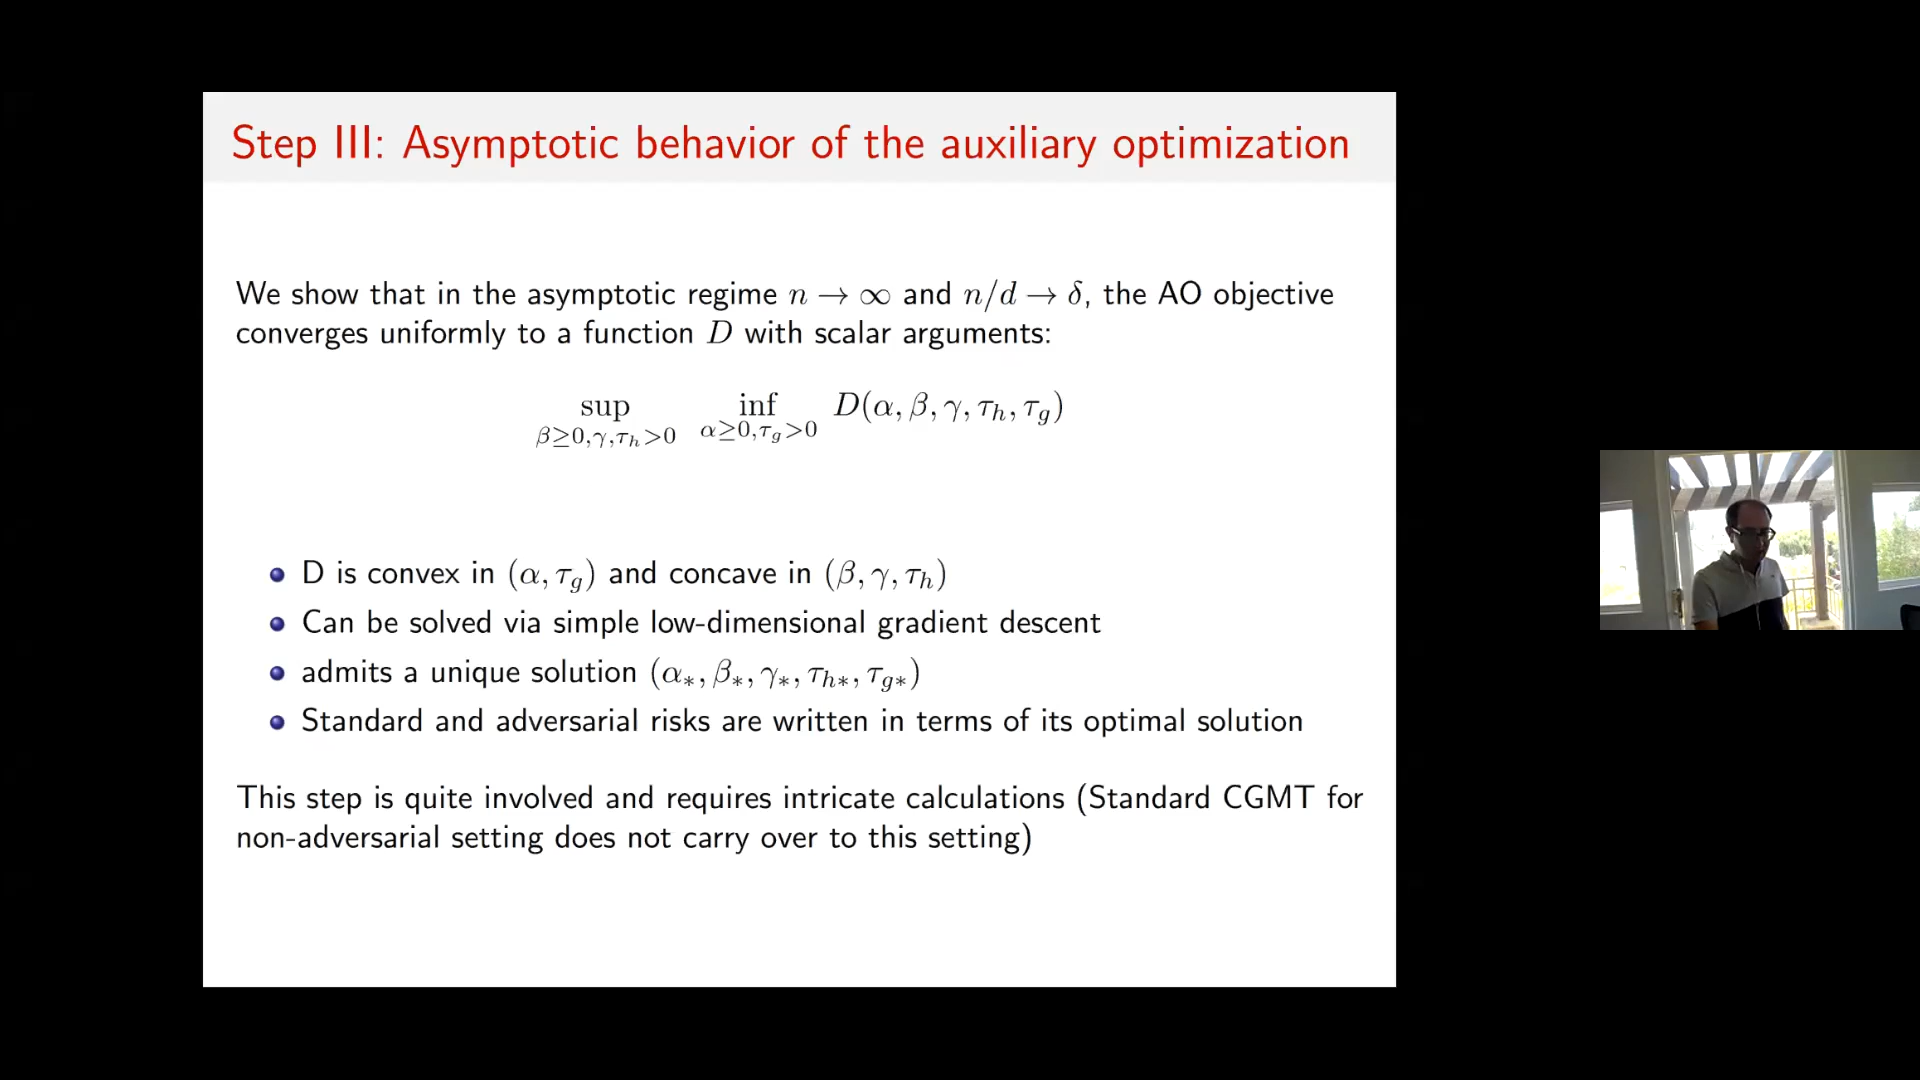 Step III: Asymptotic behavior of the auxiliary optimization
We show that in the asymptotic regime n → ∞ and n/d → δ, the AO objective
converges uniformly to a function D with scalar arguments:
sup_{β≥0,γ,τ_h>0} inf_{α≥0,τ_g>0} D(α, β, γ, τ_h, τ_g)
• D is convex in (α, τ_g) and concave in (β, γ, τ_h)
• Can be solved via simple low-dimensional gradient descent
• admits a unique solution (α_*, β_*, γ_*, τ_{h*}, τ_{g*})
• Standard and adversarial risks are written in terms of its optimal solution
This step is quite involved and requires intricate calculations (Standard CGMT for
non-adversarial setting does not carry over to this setting)